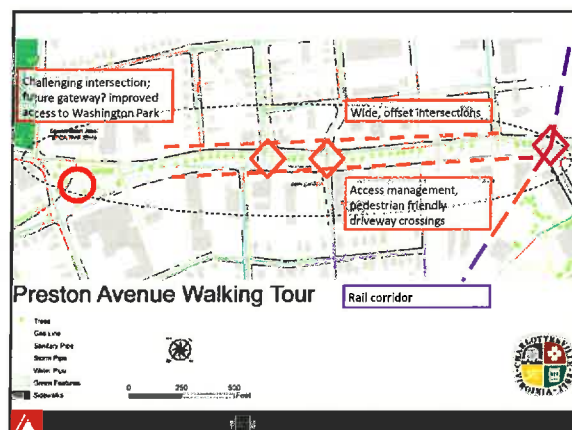 Challenging intersection;
future gateway? improved
access to Washington Park
Wide, offset intersections
Access management,
pedestrian friendly
driveway crossings
Preston Avenue Walking Tour
Rail corridor
Trees
Gas Line
Sanitary Pipe
Storm Pipe
Water Pipe
Green Features
Sidewalks
0 250 500
Feet
CHARLOTTESVILLE
VIRGINIA